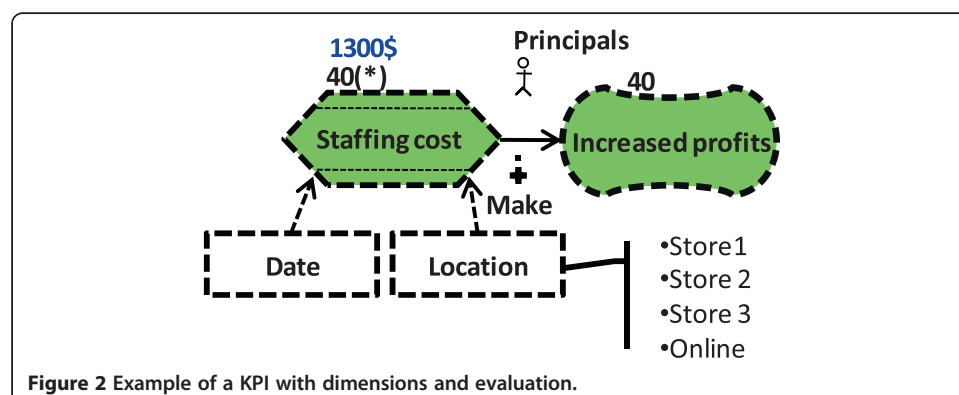 1300$
40(*)
Principals
40
Staffing cost
Increased profits
Make
Date
Location
•Store1
•Store 2
•Store 3
•Online
Figure 2 Example of a KPI with dimensions and evaluation.